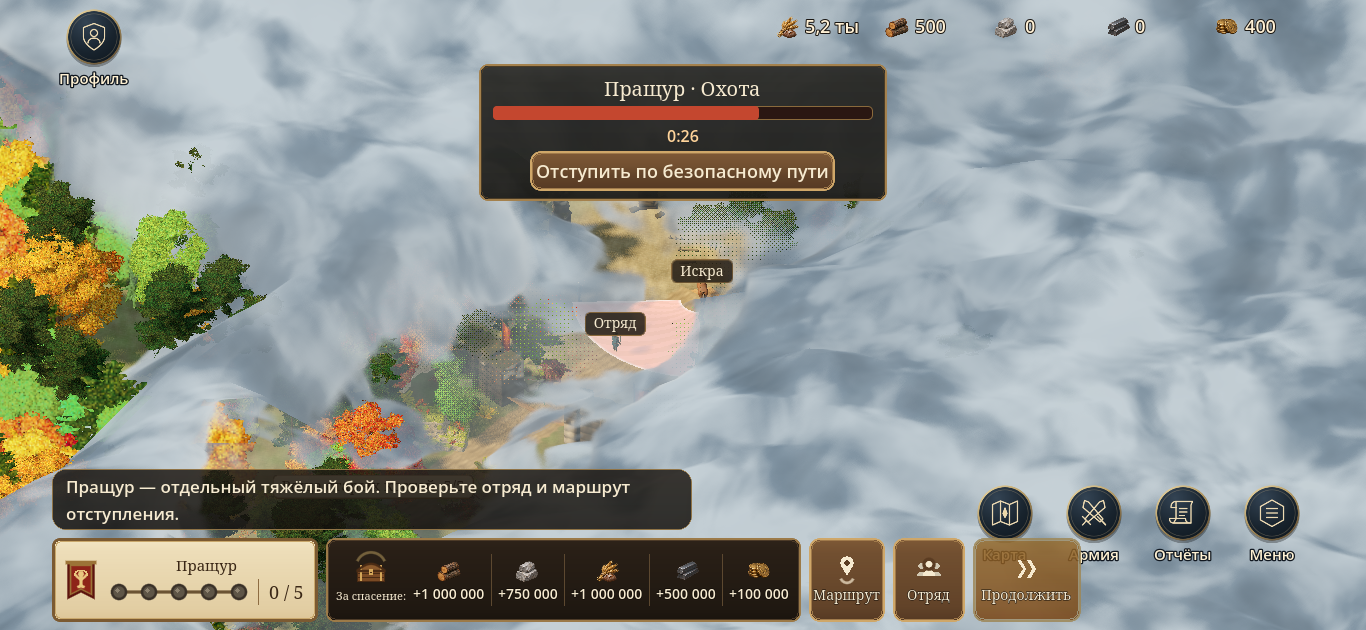 5,2 ты
500
0
0
400
Профиль
Пращур · Охота
0:26
Отступить по безопасному пути
Искра
Отряд
Пращур — отдельный тяжёлый бой. Проверьте отряд и маршрут
отступления.
Карта
Армия
Отчёты
Меню
Пращур
0 / 5
За спасение:
+1 000 000
+750 000
+1 000 000
+500 000
+100 000
Маршрут
Отряд
Продолжить